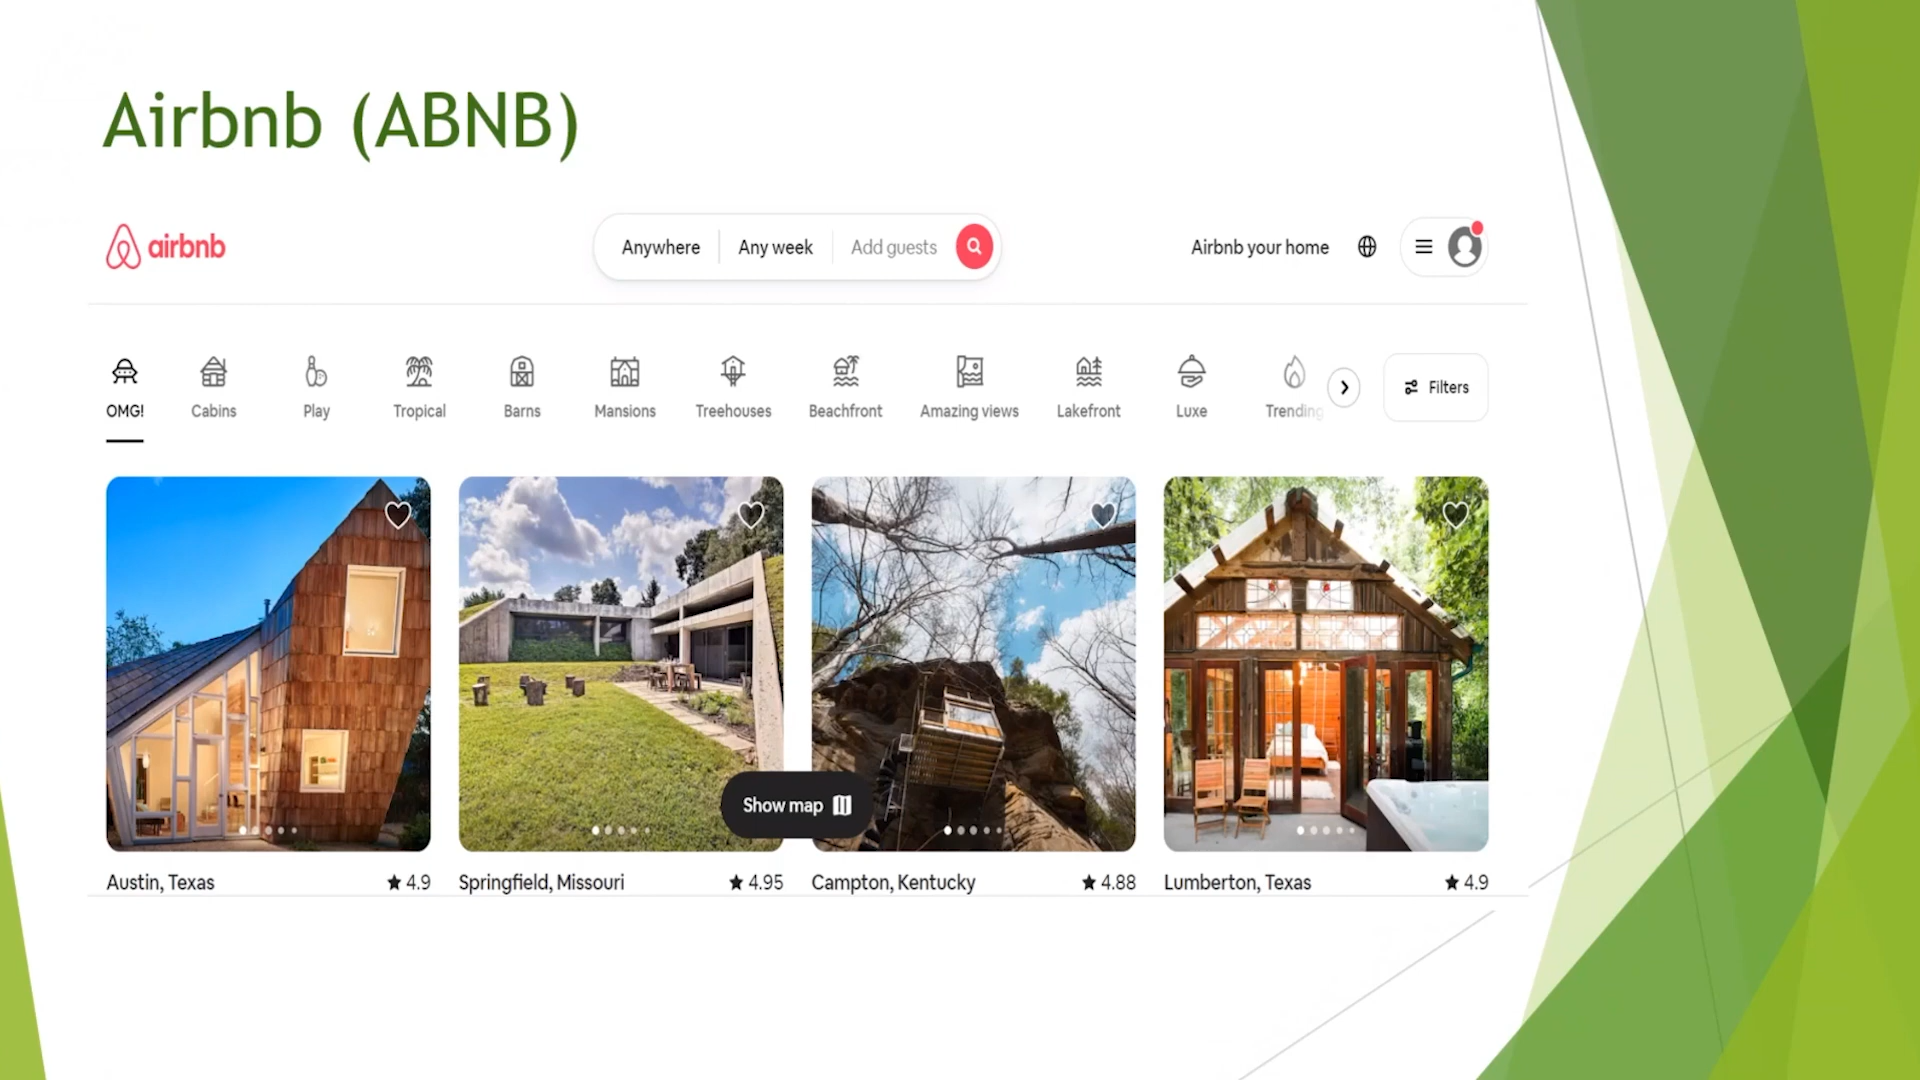 Airbnb (ABNB)
airbnb
Anywhere Any week Add guests
Airbnb your home
OMG! Cabins Play Tropical Barns Mansions Treehouses Beachfront Amazing views Lakefront Luxe Trending
Filters
Show map
Austin, Texas 4.9
Springfield, Missouri 4.95
Campton, Kentucky 4.88
Lumberton, Texas 4.9